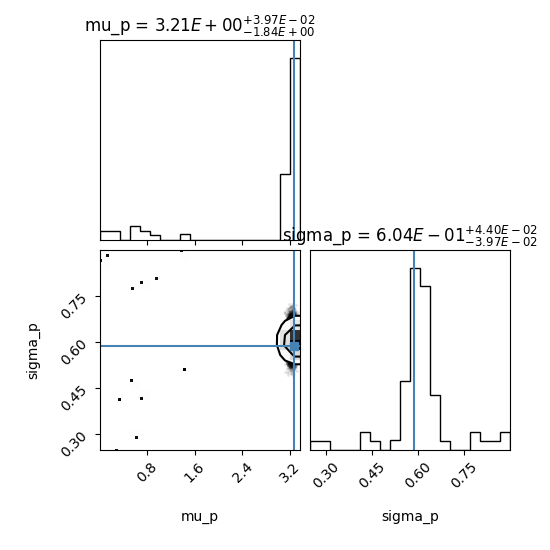 mu_p = 3.21E + 00 +3.97E − 02 −1.84E + 00
sigma_p = 6.04E − 01 +4.40E − 02 −3.97E − 02
sigma_p
0.75
0.60
0.45
0.30
0.8 1.6 2.4 3.2
0.30 0.45 0.60 0.75
mu_p
sigma_p